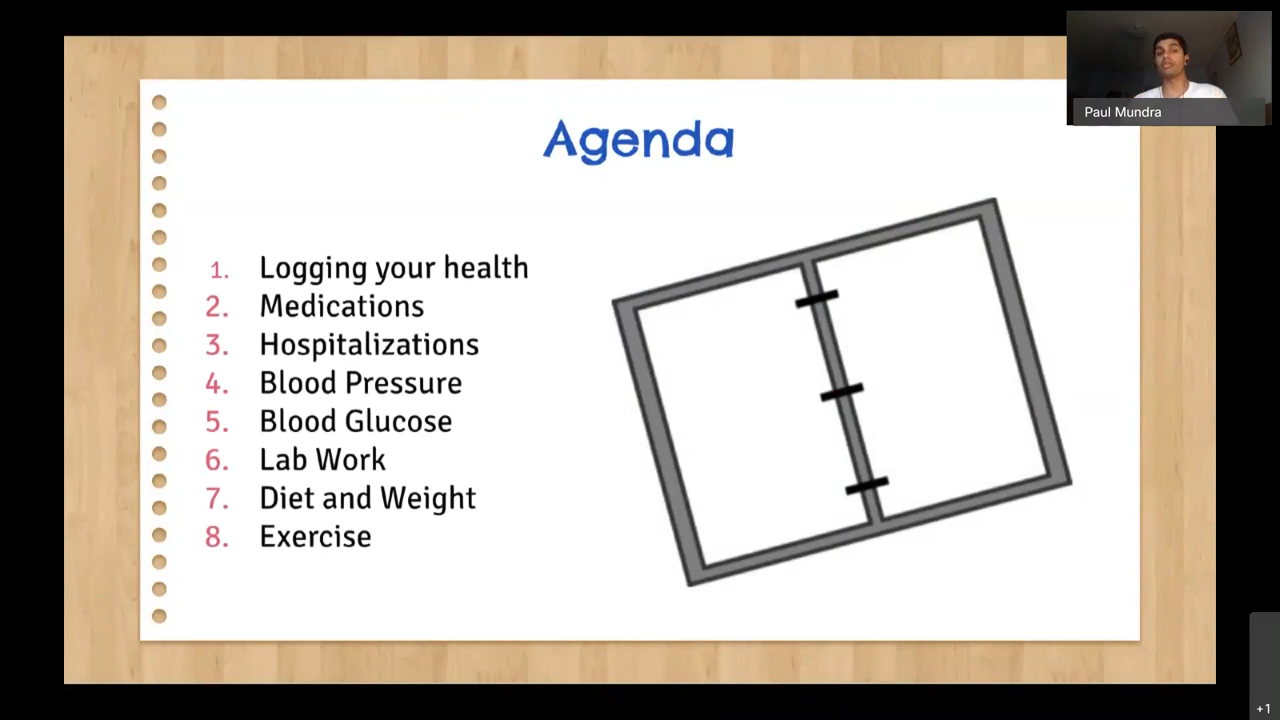 Agenda
Paul Mundra
1. Logging your health
2. Medications
3. Hospitalizations
4. Blood Pressure
5. Blood Glucose
6. Lab Work
7. Diet and Weight
8. Exercise
+1